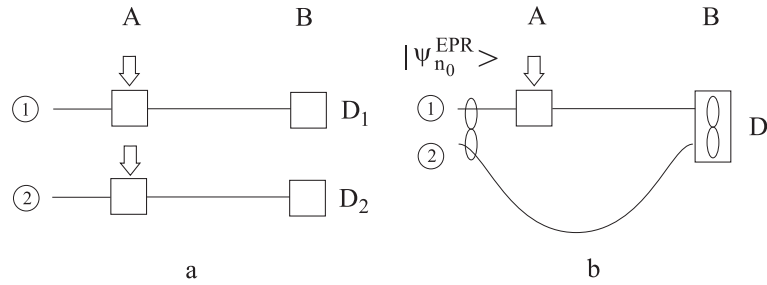 A B A B
|ψ^EPR_n₀ >
① D₁ ① D
② D₂ ②
a b